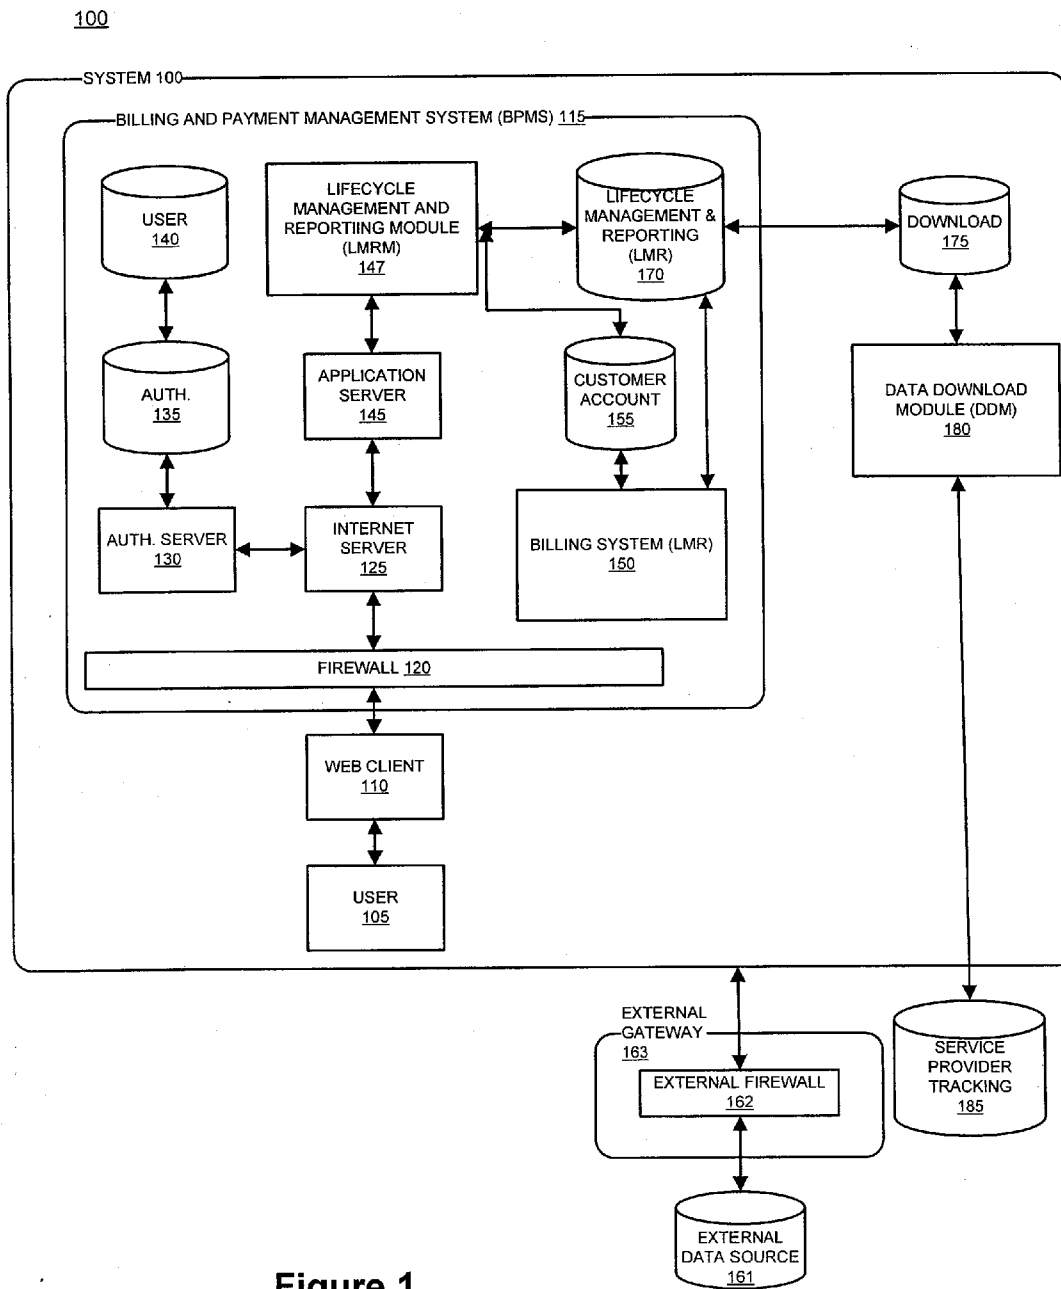 100
SYSTEM 100
BILLING AND PAYMENT MANAGEMENT SYSTEM (BPMS) 115
USER
140
LIFECYCLE
MANAGEMENT AND
REPORTIING MODULE
(LMRM)
147
LIFECYCLE
MANAGEMENT &
REPORTING
(LMR)
170
DOWNLOAD
175
AUTH.
135
APPLICATION
SERVER
145
CUSTOMER
ACCOUNT
155
DATA DOWNLOAD
MODULE (DDM)
180
AUTH. SERVER
130
INTERNET
SERVER
125
BILLING SYSTEM (LMR)
150
FIREWALL 120
WEB CLIENT
110
USER
105
EXTERNAL
GATEWAY
163
EXTERNAL FIREWALL
162
SERVICE
PROVIDER
TRACKING
185
EXTERNAL
DATA SOURCE
161
Figure 1